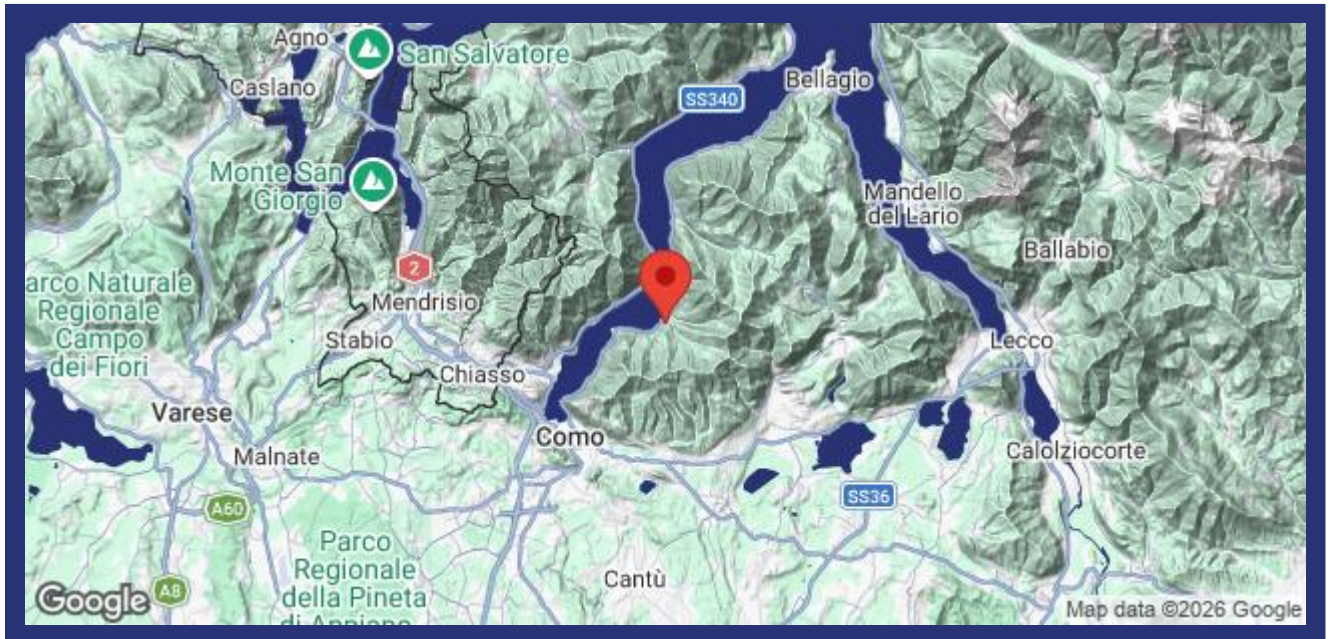 Agno
San Salvatore
Caslano
SS340
Bellagio
Monte San
Giorgio
Mandello
del Lario
Ballabio
2
arco Naturale
Regionale
Campo
dei Fiori
Mendrisio
Stabio
Lecco
Chiasso
Varese
Como
Malnate
Calolziocorte
SS36
A60
Parco
Regionale
della Pineta
di Appiano
Cantù
A8
Google
Map data ©2026 Google